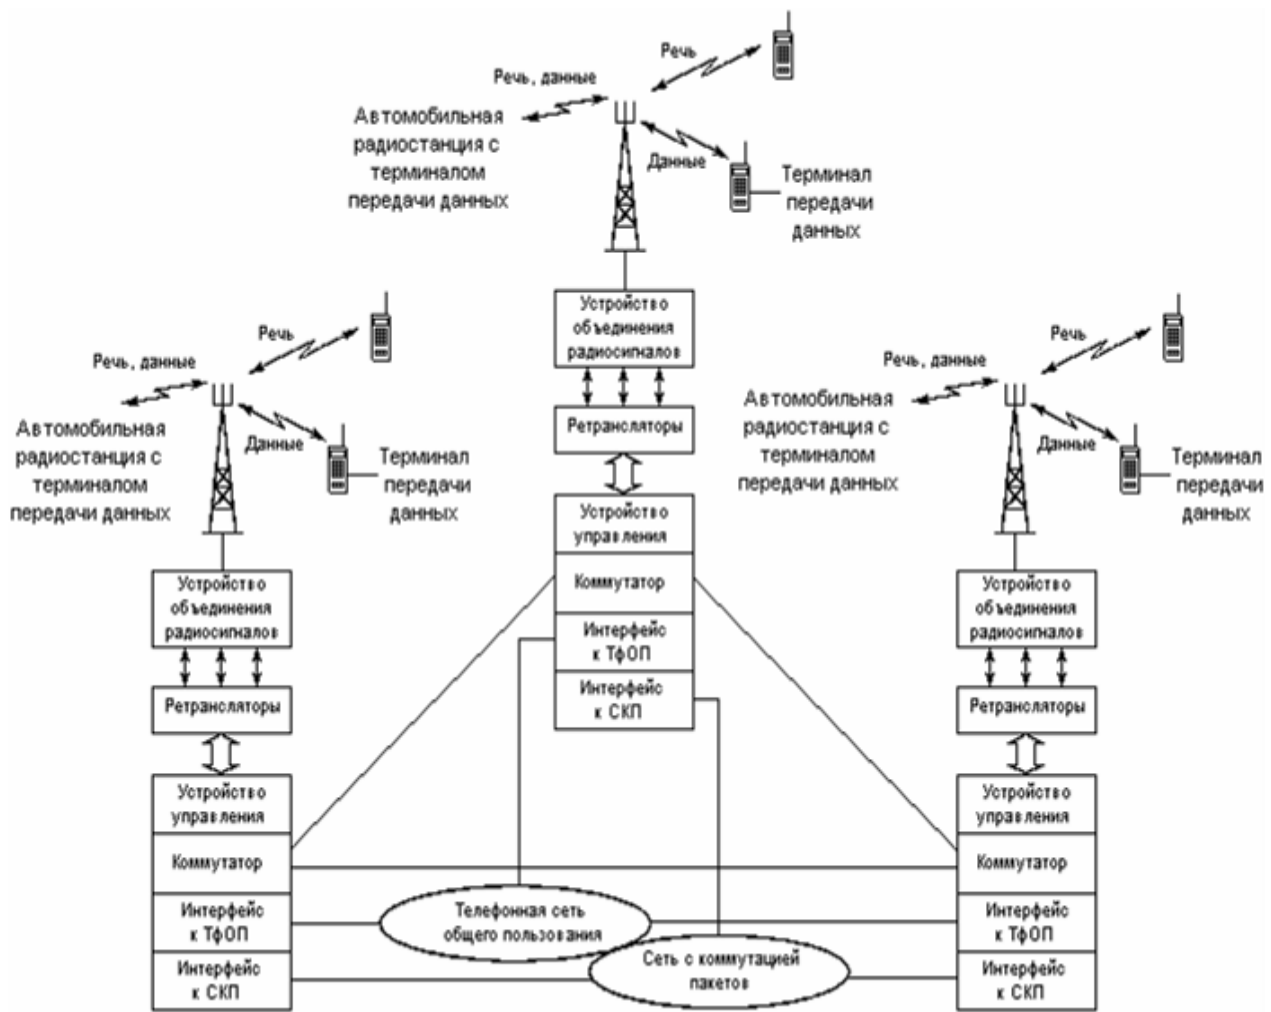 Речь
Речь, данные
Автомобильная
радиостанция с
терминалом
передачи данных
Данные
Терминал
передачи
данных
Устройство
объединения
радиосигналов
Ретрансляторы
Устройство
управления
Коммутатор
Интерфейс
к ТфОП
Интерфейс
к СКП
Речь
Речь, данные
Автомобильная
радиостанция с
терминалом
передачи данных
Данные
Терминал
передачи
данных
Устройство
объединения
радиосигналов
Ретрансляторы
Устройство
управления
Коммутатор
Интерфейс
к ТфОП
Интерфейс
к СКП
Речь
Речь, данные
Автомобильная
радиостанция с
терминалом
передачи данных
Данные
Терминал
передачи
данных
Устройство
объединения
радиосигналов
Ретрансляторы
Устройство
управления
Коммутатор
Интерфейс
к ТфОП
Интерфейс
к СКП
Телефонная сеть
общего пользования
Сеть с коммутацией
пакетов